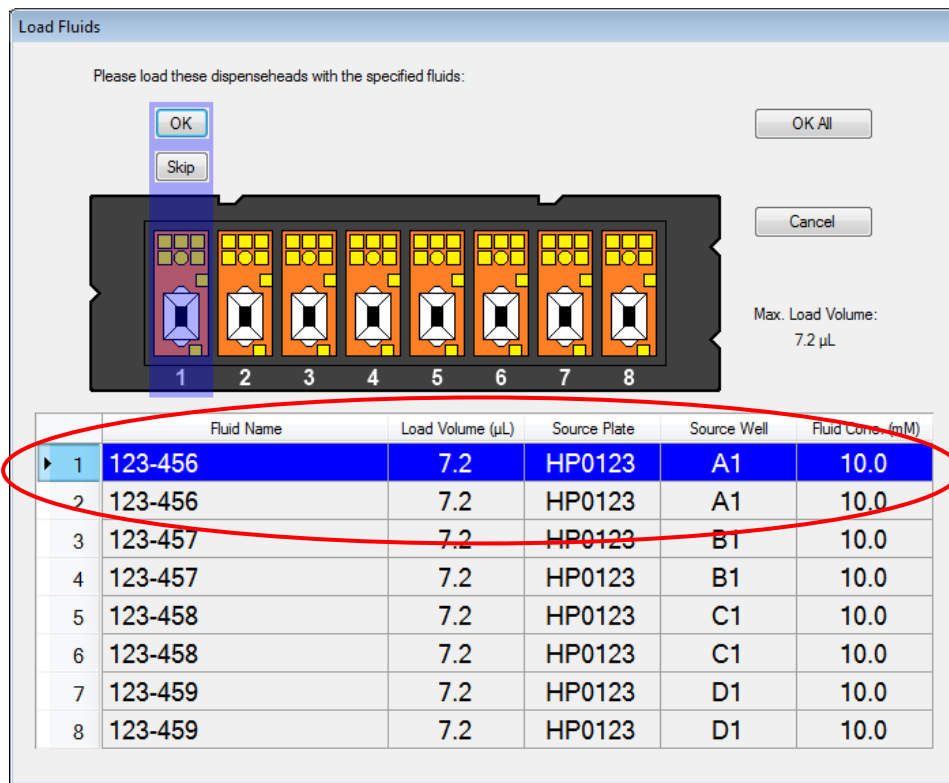 Load Fluids
Please load these dispenseheads with the specified fluids:
OK
OK All
Skip
Cancel
Max. Load Volume:
7.2 µL
1 2 3 4 5 6 7 8
Fluid Name Load Volume (µL) Source Plate Source Well Fluid Conc. (mM)
1 123-456 7.2 HP0123 A1 10.0
2 123-456 7.2 HP0123 A1 10.0
3 123-457 7.2 HP0123 B1 10.0
4 123-457 7.2 HP0123 B1 10.0
5 123-458 7.2 HP0123 C1 10.0
6 123-458 7.2 HP0123 C1 10.0
7 123-459 7.2 HP0123 D1 10.0
8 123-459 7.2 HP0123 D1 10.0